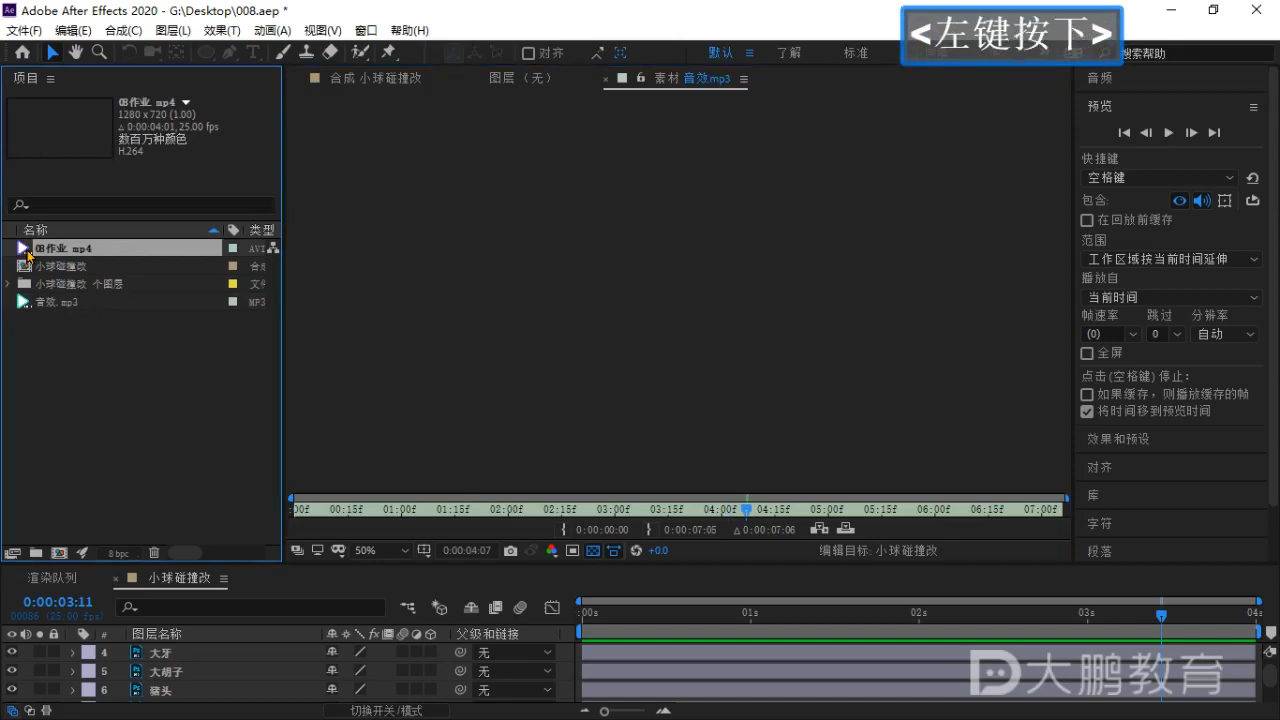 Adobe After Effects 2020 - G:\Desktop\008.aep *
<左键按下>
文件(F) 编辑(E) 合成(C) 图层(L) 效果(T) 动画(A) 视图(V) 窗口 帮助(H)
对齐 默认 了解 标准 搜索帮助
项目
合成 小球碰撞改 图层 (无) 素材 音效.mp3
08作业.mp4
1280 x 720 (1.00)
△ 0:00:04:01, 25.00 fps
数百万种颜色
H.264
名称 类型
08作业.mp4 AVI
小球碰撞改 合成
小球碰撞改 个图层 文件
音效.mp3 MP3
8 bpc
:00f 00:15f 01:00f 01:15f 02:00f 02:15f 03:00f 03:15f 04:00f 04:15f 05:00f 05:15f 06:00f 06:15f 07:00f
0:00:00:00 0:00:07:05 △ 0:00:07:06
50% 0:00:04:07 +0.0 编辑目标: 小球碰撞改
音频
预览
快捷键
空格键
包含:
在回放前缓存
范围
工作区域按当前时间延伸
播放自
当前时间
帧速率 跳过 分辨率
(0) 0 自动
全屏
点击(空格键) 停止:
如果缓存, 则播放缓存的帧
将时间移到预览时间
效果和预设
对齐
库
字符
段落
渲染队列 小球碰撞改
0:00:03:11
00086 (25.00 fps)
# 图层名称 父级和链接
4 大牙 无
5 大胡子 无
6 猪头 无
:00s 01s 02s 03s 04s
切换开关/模式
大鹏教育